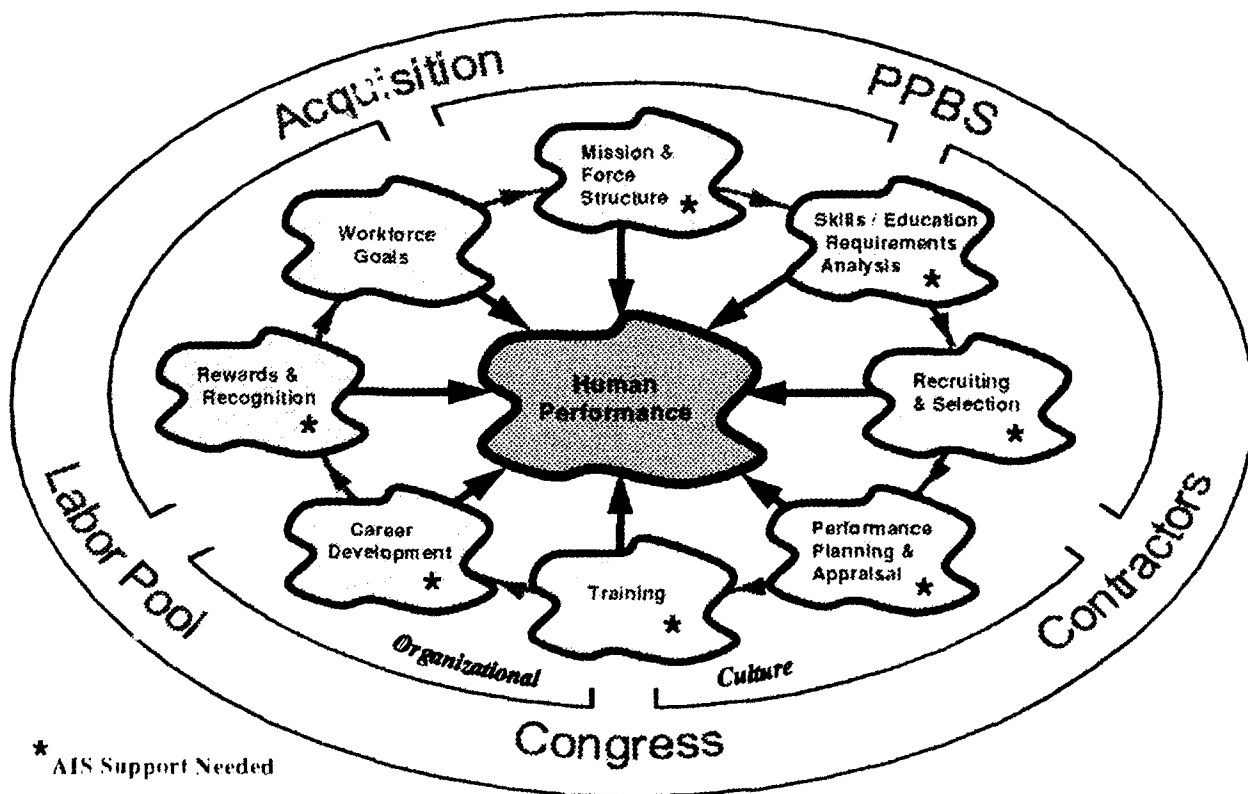 Acquisition
PPBS
Mission &
Force
Structure *
Workforce
Goals
Skills / Education
Requirements
Analysis *
Rewards &
Recognition
*
Human
Performance
Recruiting
& Selection
*
Career
Development
*
Training
*
Performance
Planning &
Appraisal *
Labor Pool
Contractors
Organizational
Culture
Congress
* AIS Support Needed